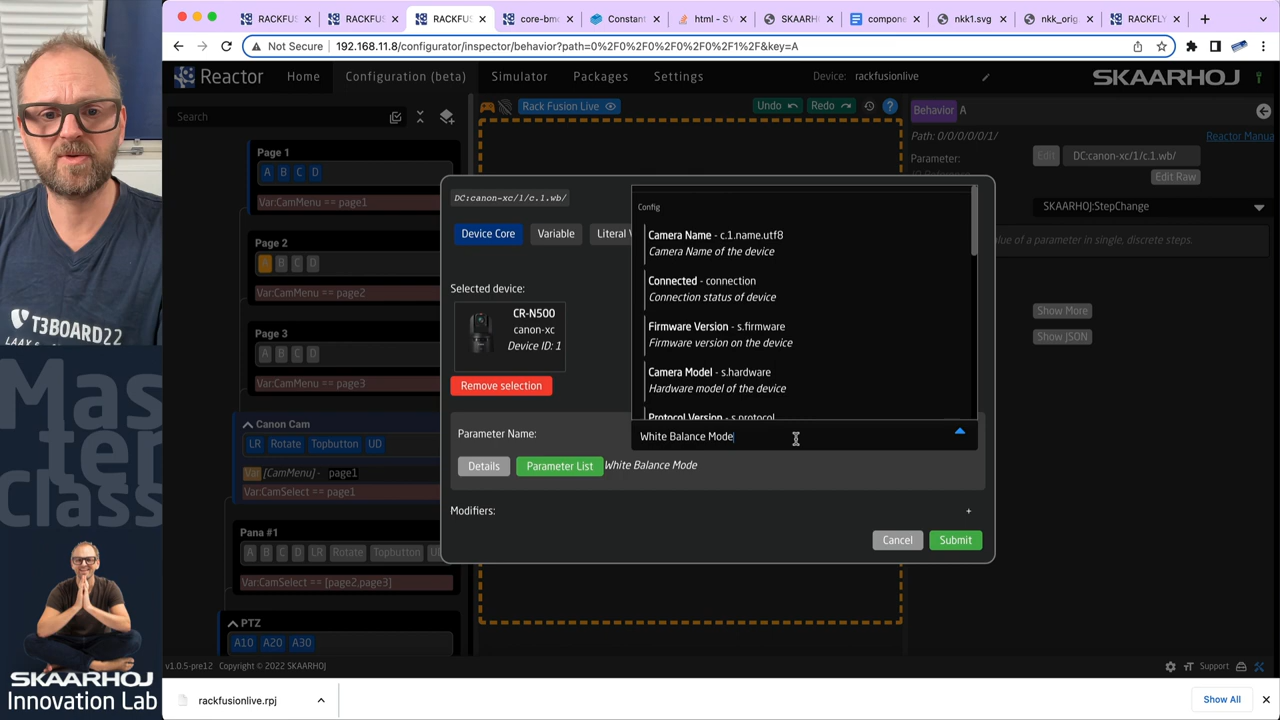 RACKFUS
RACKFUS
RACKFUS
core-bmd
Constant
html - SV
SKAARH
compone
nkk1.svg
nkk_orig
RACKFLY
Not Secure
192.168.11.8/configurator/inspector/behavior?path=0%2F0%2F0%2F0%2F0%2F1%2F&key=A
Reactor
Home
Configuration (beta)
Simulator
Packages
Settings
Device:
rackfusionlive
SKAARHOJ
Search
Rack Fusion Live
Undo
Redo
Behavior
A
Path: 0/0/0/0/0/1/
Reactor Manua
Parameter:
Edit
DC:canon-xc/1/c.1.wb/
Edit Raw
SKAARHOJ:StepChange
value of a parameter in single, discrete steps.
Show More
Show JSON
Page 1
A B C D
Var:CamMenu == page1
Page 2
A B C D
Var:CamMenu == page2
Page 3
A B C D
Var:CamMenu == page3
Canon Cam
LR Rotate Topbutton UD
Var [CamMenu]- page1
Var:CamSelect == page1
Pana #1
A B C D LR Rotate Topbutton
Var:CamSelect == [page2,page3]
PTZ
A10 A20 A30
DC:canon-xc/1/c.1.wb/
Device Core
Variable
Literal V
Selected device:
CR-N500
canon-xc
Device ID: 1
Remove selection
Config
Camera Name - c.1.name.utf8
Camera Name of the device
Connected - connection
Connection status of device
Firmware Version - s.firmware
Firmware version on the device
Camera Model - s.hardware
Hardware model of the device
Protocol Version - s.protocol
Parameter Name:
White Balance Mode
Details
Parameter List
White Balance Mode
Modifiers:
+
Cancel
Submit
v1.0.5-pre12 Copyright © 2022 SKAARHOJ
Support
rackfusionlive.rpj
Show All
T3BOARD22
Master
Class
SKAARHOJ
Innovation Lab